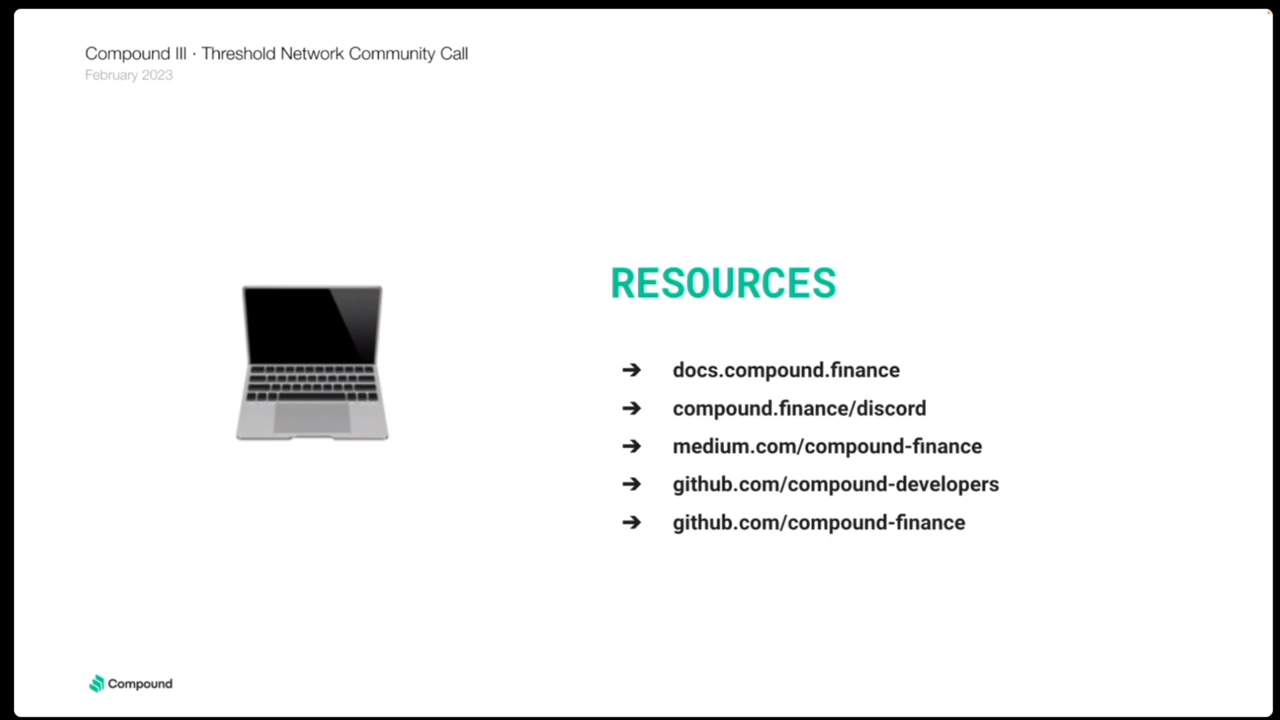 Compound III · Threshold Network Community Call
February 2023
RESOURCES
➔ docs.compound.finance
➔ compound.finance/discord
➔ medium.com/compound-finance
➔ github.com/compound-developers
➔ github.com/compound-finance
Compound